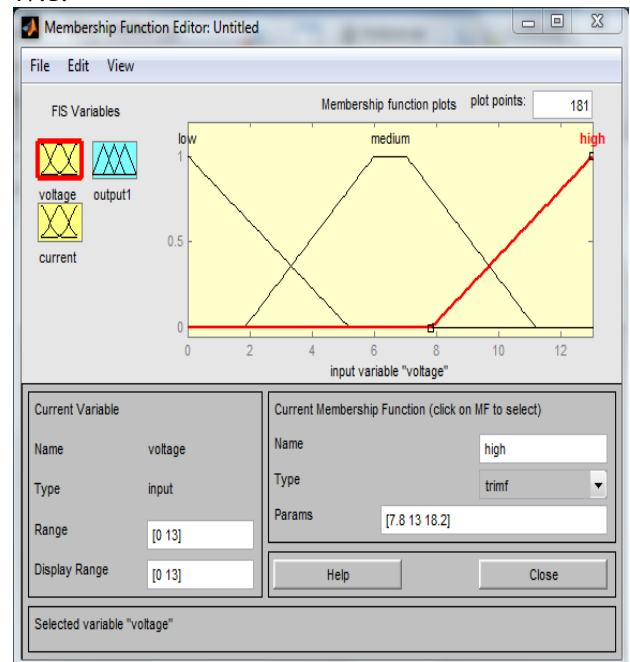 Membership Function Editor: Untitled
File Edit View
FIS Variables
Membership function plots plot points: 181
low medium high
voltage output1
current
1
0.5
0
0 2 4 6 8 10 12
input variable "voltage"
Current Variable
Name voltage
Type input
Range [0 13]
Display Range [0 13]
Current Membership Function (click on MF to select)
Name high
Type trimf
Params [7.8 13 18.2]
Help Close
Selected variable "voltage"